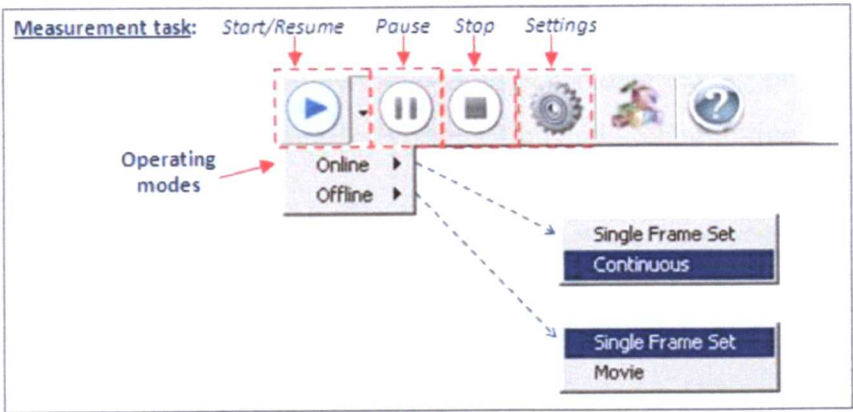 Measurement task: Start/Resume Pause Stop Settings
?
Operating
modes
Online
Offline
Single Frame Set
Continuous
Single Frame Set
Movie